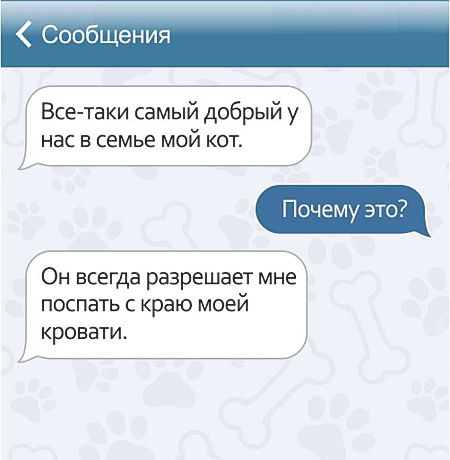 Сообщения
Все-таки самый добрый у
нас в семье мой кот.
Почему это?
Он всегда разрешает мне
поспать с краю моей
кровати.